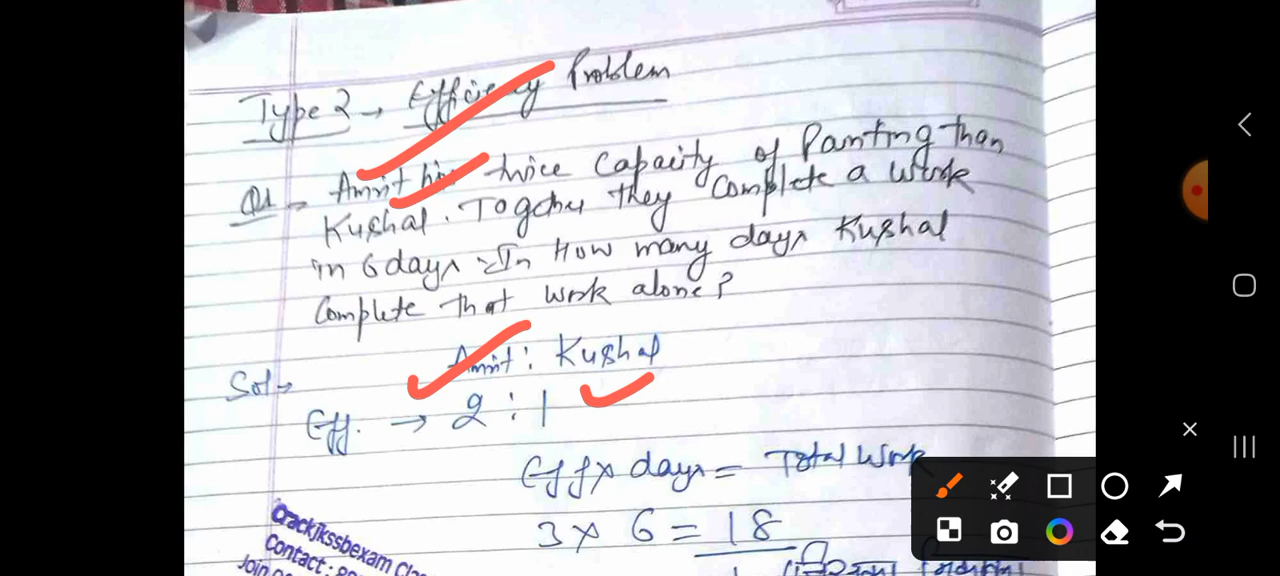 Type 2 → Efficiency Problem
Q1 → Amit has twice Capacity of Painting than
Kushal. Together they Complete a work
in 6 days. In How many days Kushal
Complete that work alone?
Sol→ Amit : Kushal
Eff. → 2 : 1
Eff × days = Total Work
3 × 6 = 18
CrackJkssbexam
Contact :
Join